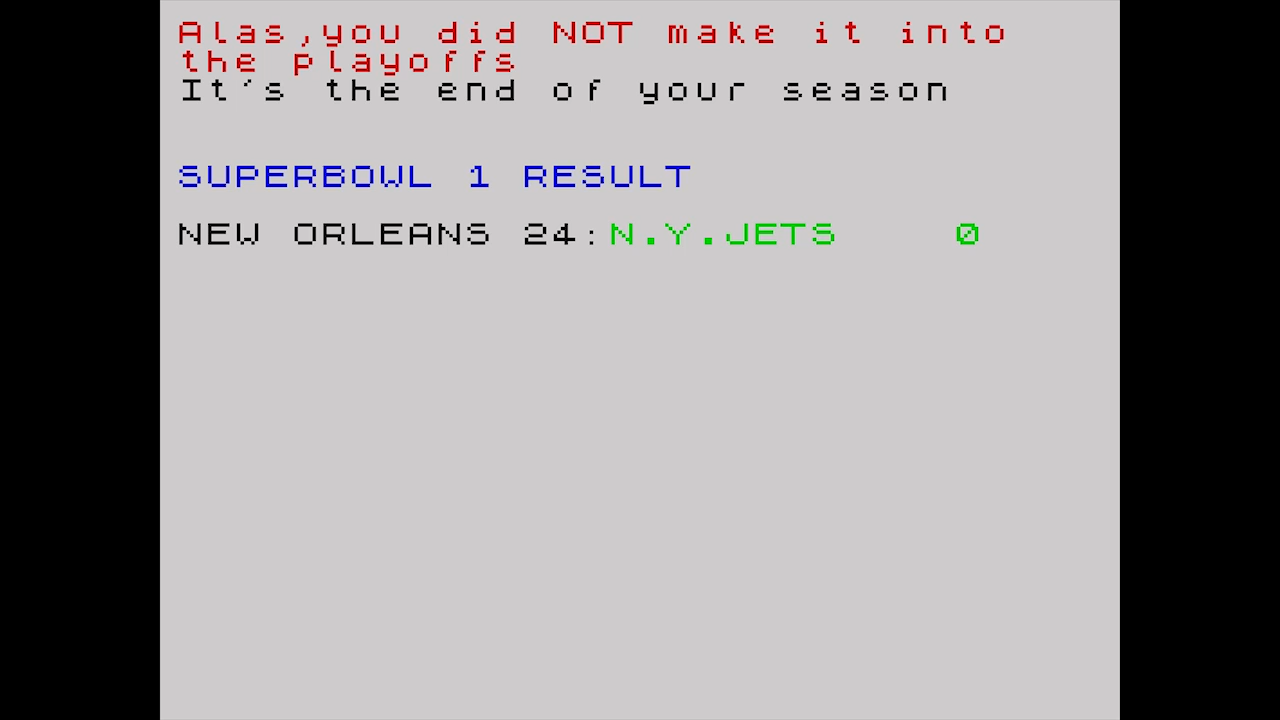 Alas,you did NOT make it into
the playoffs
It's the end of your season
SUPERBOWL 1 RESULT
NEW ORLEANS 24:N.Y.JETS 0